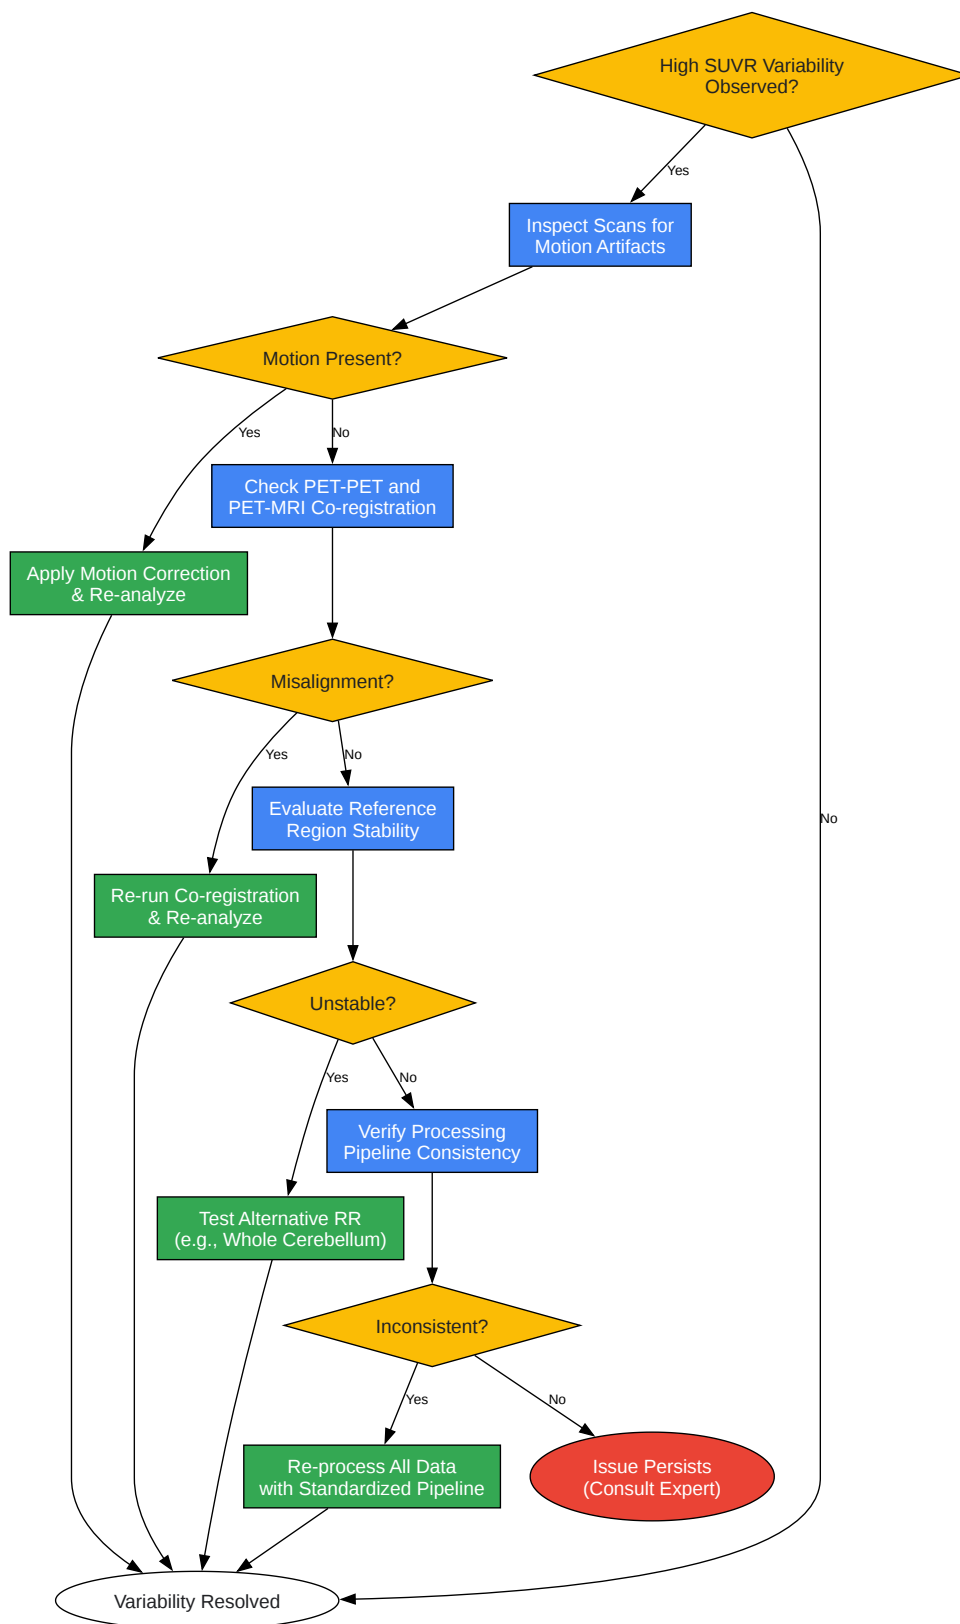 High SUVR Variability
Observed?
Yes
Inspect Scans for
Motion Artifacts
Motion Present?
Yes
No
Check PET-PET and
PET-MRI Co-registration
Apply Motion Correction
& Re-analyze
Misalignment?
Yes
No
Evaluate Reference
Region Stability
No
Re-run Co-registration
& Re-analyze
Unstable?
Yes
No
Verify Processing
Pipeline Consistency
Test Alternative RR
(e.g., Whole Cerebellum)
Inconsistent?
Yes
No
Re-process All Data
with Standardized Pipeline
Issue Persists
(Consult Expert)
Variability Resolved